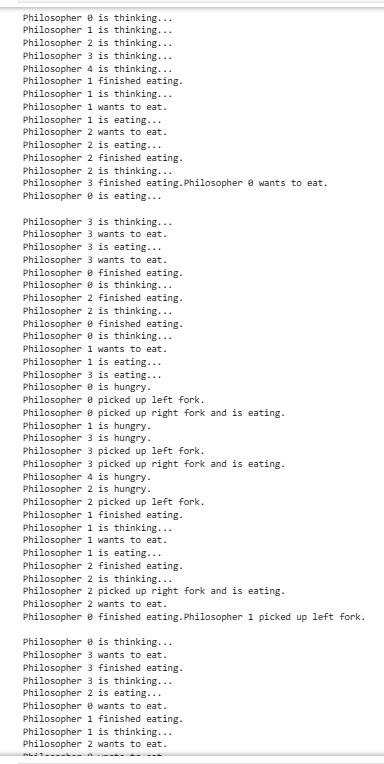 Philosopher 0 is thinking...
Philosopher 1 is thinking...
Philosopher 2 is thinking...
Philosopher 3 is thinking...
Philosopher 4 is thinking...
Philosopher 1 finished eating.
Philosopher 1 is thinking...
Philosopher 1 wants to eat.
Philosopher 1 is eating...
Philosopher 2 wants to eat.
Philosopher 2 is eating...
Philosopher 2 finished eating.
Philosopher 2 is thinking...
Philosopher 3 finished eating.Philosopher 0 wants to eat.
Philosopher 0 is eating...
Philosopher 3 is thinking...
Philosopher 3 wants to eat.
Philosopher 3 is eating...
Philosopher 3 wants to eat.
Philosopher 0 finished eating.
Philosopher 0 is thinking...
Philosopher 2 finished eating.
Philosopher 2 is thinking...
Philosopher 0 finished eating.
Philosopher 0 is thinking...
Philosopher 1 wants to eat.
Philosopher 1 is eating...
Philosopher 3 is eating...
Philosopher 0 is hungry.
Philosopher 0 picked up left fork.
Philosopher 0 picked up right fork and is eating.
Philosopher 1 is hungry.
Philosopher 3 is hungry.
Philosopher 3 picked up left fork.
Philosopher 3 picked up right fork and is eating.
Philosopher 4 is hungry.
Philosopher 2 is hungry.
Philosopher 2 picked up left fork.
Philosopher 1 finished eating.
Philosopher 1 is thinking...
Philosopher 1 wants to eat.
Philosopher 1 is eating...
Philosopher 2 finished eating.
Philosopher 2 is thinking...
Philosopher 2 picked up right fork and is eating.
Philosopher 2 wants to eat.
Philosopher 0 finished eating.Philosopher 1 picked up left fork.
Philosopher 0 is thinking...
Philosopher 3 wants to eat.
Philosopher 3 finished eating.
Philosopher 3 is thinking...
Philosopher 2 is eating...
Philosopher 0 wants to eat.
Philosopher 1 finished eating.
Philosopher 1 is thinking...
Philosopher 2 wants to eat.